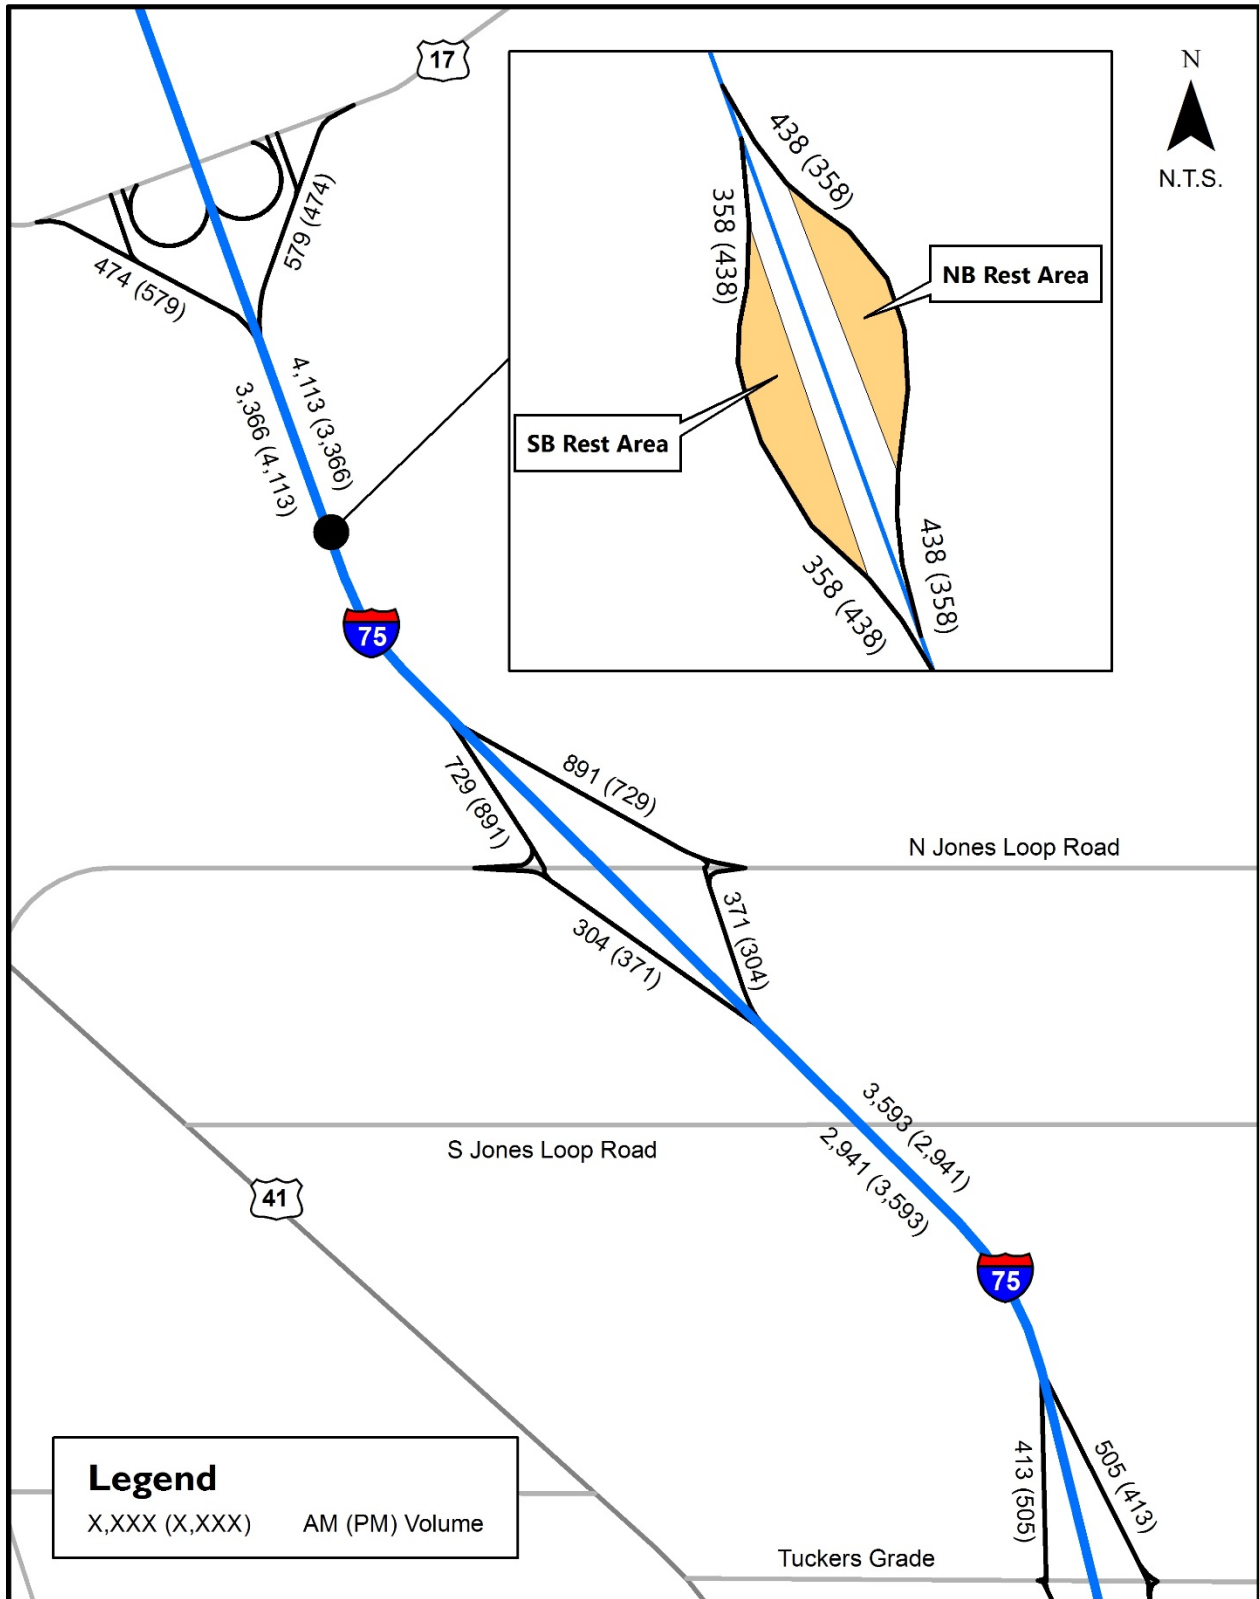 17
N
N.T.S.
438 (358)
358 (438)
NB Rest Area
579 (474)
474 (579)
4,113 (3,366)
3,366 (4,113)
SB Rest Area
438 (358)
358 (438)
75
891 (729)
729 (891)
N Jones Loop Road
371 (304)
304 (371)
3,593 (2,941)
2,941 (3,593)
S Jones Loop Road
41
75
Legend
X,XXX (X,XXX) AM (PM) Volume
413 (505)
505 (413)
Tuckers Grade